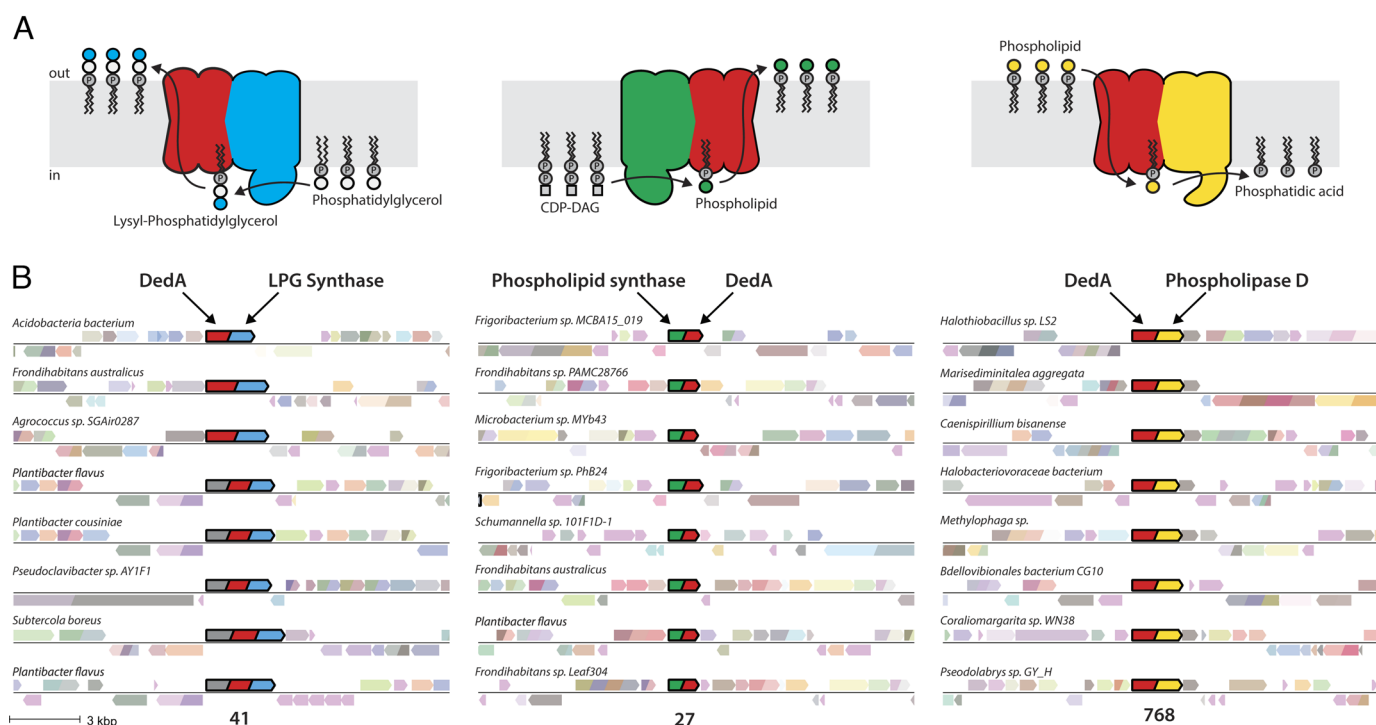 A
out
in
P P P
P
P P P
Lysyl-Phosphatidylglycerol
Phosphatidylglycerol
P P P
P P P
P
P P P
CDP-DAG
Phospholipid
Phospholipid
P P P
P
P P P
Phosphatidic acid
B
DedA
LPG Synthase
Acidobacteria bacterium
Frondihabitans australicus
Agrococcus sp. SGAir0287
Plantibacter flavus
Plantibacter cousiniae
Pseudoclavibacter sp. AY1F1
Subtercola boreus
Plantibacter flavus
3 kbp
41
Phospholipid synthase
DedA
Frigoribacterium sp. MCBA15_019
Frondihabitans sp. PAMC28766
Microbacterium sp. MYb43
Frigoribacterium sp. PhB24
Schumannella sp. 101F1D-1
Frondihabitans australicus
Plantibacter flavus
Frondihabitans sp. Leaf304
27
DedA
Phospholipase D
Halothiobacillus sp. LS2
Marisediminitalea aggregata
Caenispirillum bisanense
Halobacteriovoraceae bacterium
Methylophaga sp.
Bdellovibrionales bacterium CG10
Coraliomargarita sp. WN38
Pseodolabrys sp. GY_H
768